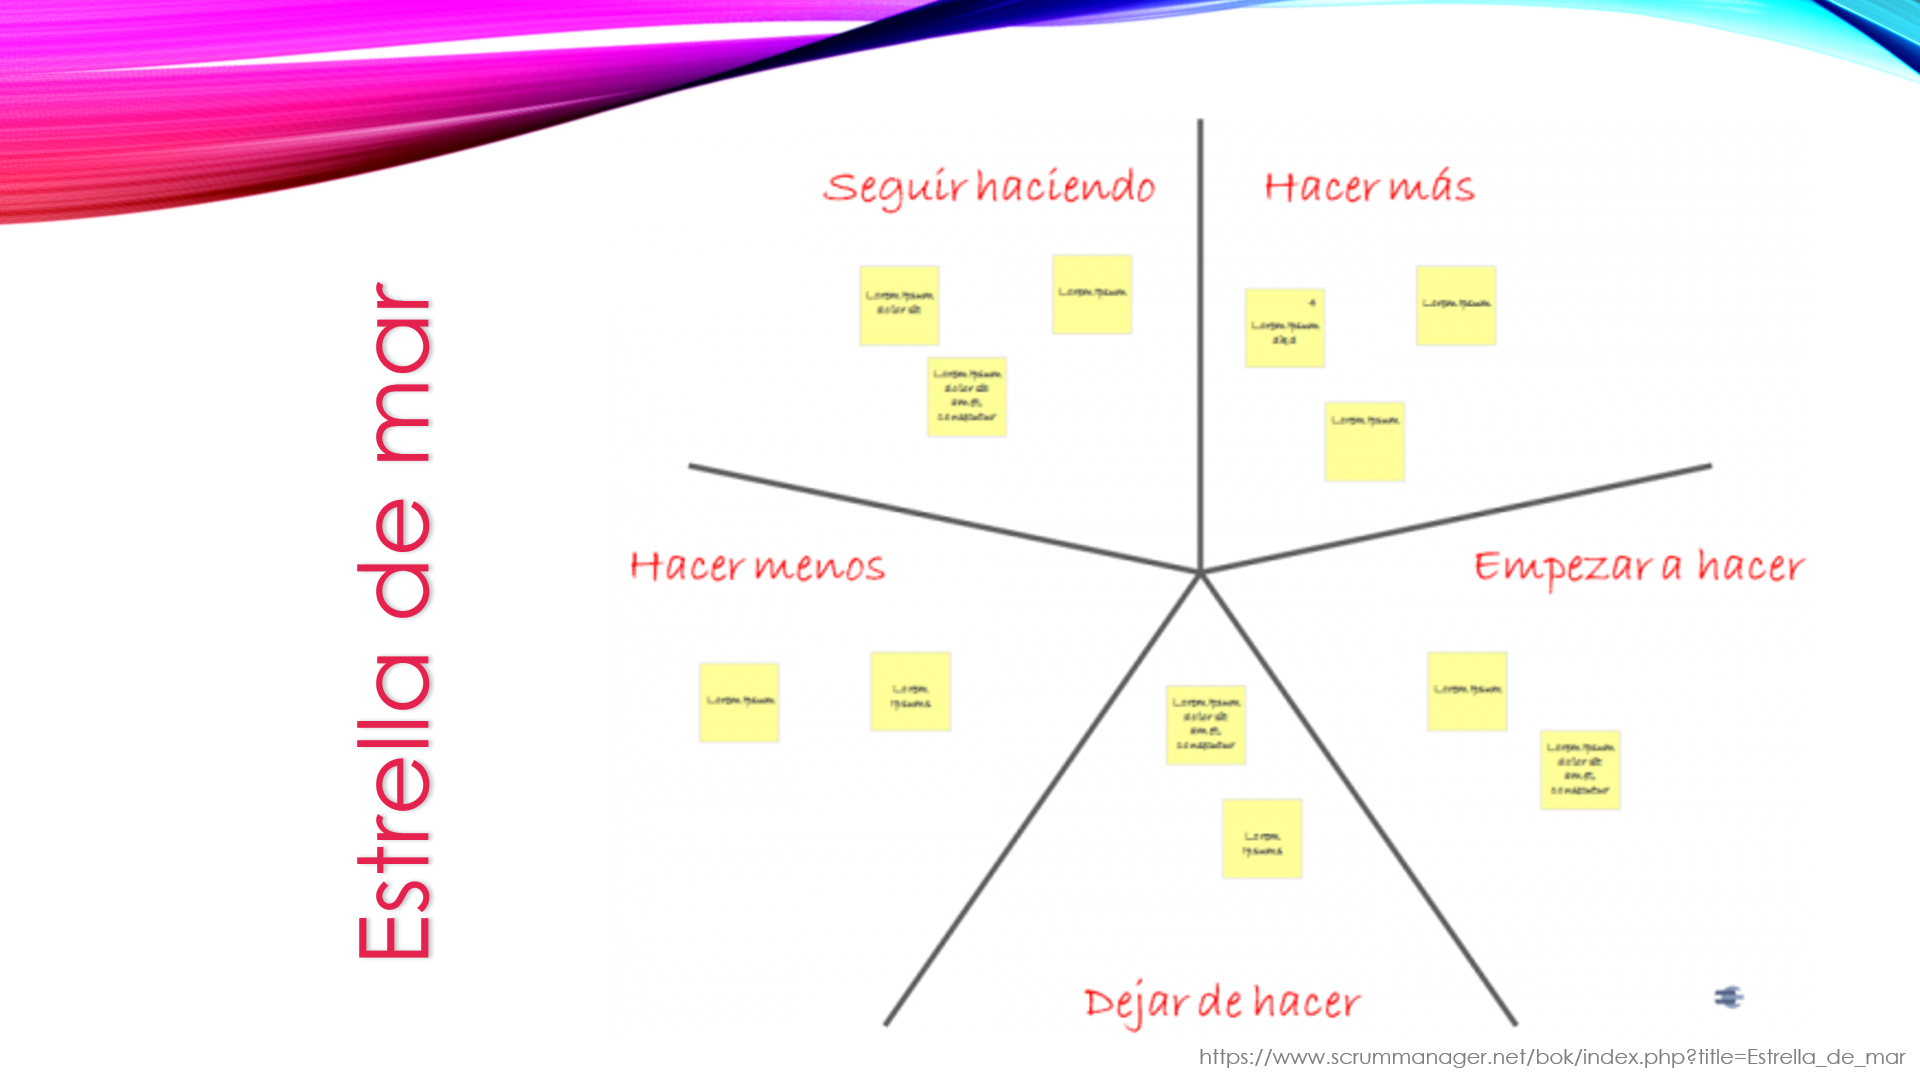 Estrella de mar
Seguir haciendo
Hacer más
Lorem Ipsum
dolor sit
Lorem Ipsum
Lorem Ipsum
dolor sit
amet,
consectetur
Lorem Ipsum
Lorem Ipsum
Lorem Ipsum
Hacer menos
Empezar a hacer
Lorem Ipsum
Lorem
Ipsums
Lorem Ipsum
dolor sit
amet,
Lorem
Ipsums
Lorem Ipsum
Lorem Ipsum
dolor sit
amet,
Dejar de hacer
https://www.scrummanager.net/bok/index.php?title=Estrella_de_mar